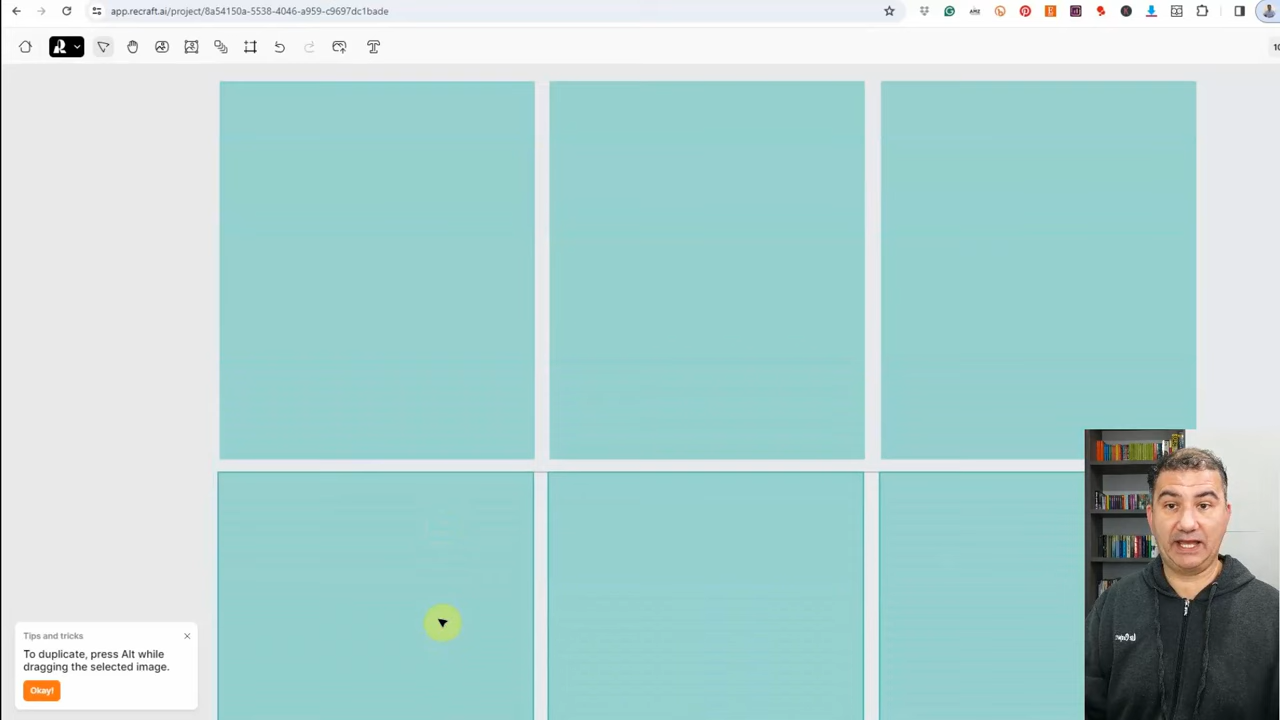 app.recraft.ai/project/8a54150a-5538-4046-a959-c9697dc1bade
10
Tips and tricks
To duplicate, press Alt while
dragging the selected image.
Okay!